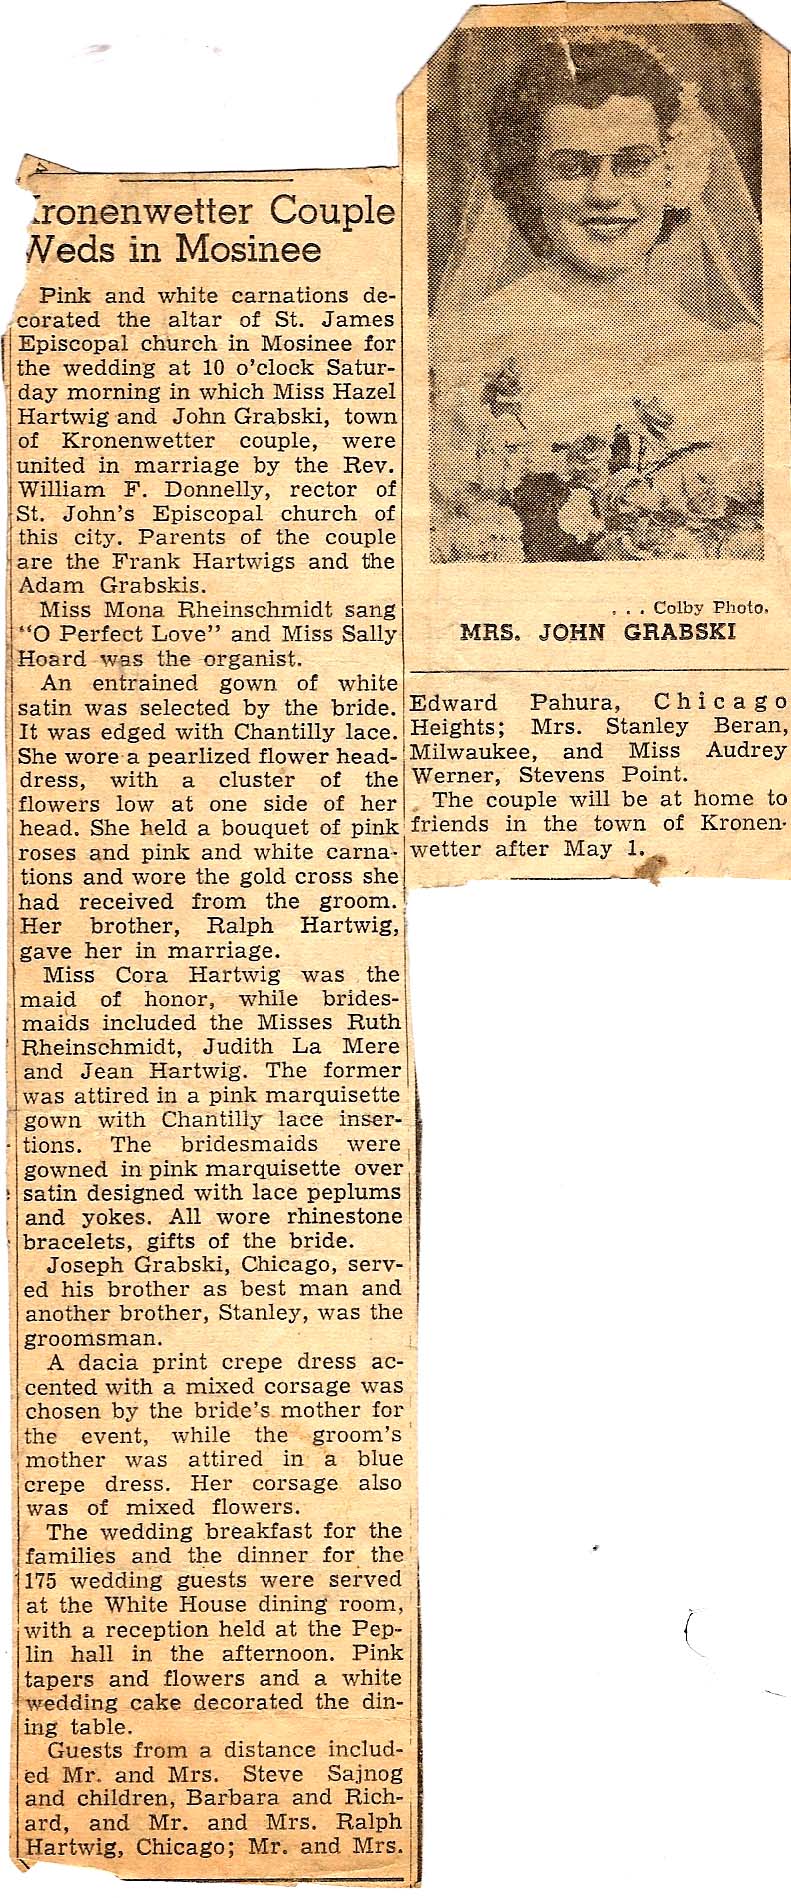 Kronenwetter Couple
Weds in Mosinee
Pink and white carnations de-
corated the altar of St. James
Episcopal church in Mosinee for
the wedding at 10 o'clock Satur-
day morning in which Miss Hazel
Hartwig and John Grabski, town
of Kronenwetter couple, were
united in marriage by the Rev.
William F. Donnelly, rector of
St. John's Episcopal church of
this city. Parents of the couple
are the Frank Hartwigs and the
Adam Grabskis.
Miss Mona Rheinschmidt sang
"O Perfect Love" and Miss Sally
Hoard was the organist.
An entrained gown of white
satin was selected by the bride.
It was edged with Chantilly lace.
She wore a pearlized flower head-
dress, with a cluster of the
flowers low at one side of her
head. She held a bouquet of pink
roses and pink and white carna-
tions and wore the gold cross she
had received from the groom.
Her brother, Ralph Hartwig,
gave her in marriage.
Miss Cora Hartwig was the
maid of honor, while brides-
maids included the Misses Ruth
Rheinschmidt, Judith La Mere
and Jean Hartwig. The former
was attired in a pink marquisette
gown with Chantilly lace inser-
tions. The bridesmaids were
gowned in pink marquisette over
satin designed with lace peplums
and yokes. All wore rhinestone
bracelets, gifts of the bride.
Joseph Grabski, Chicago, serv-
ed his brother as best man and
another brother, Stanley, was the
groomsman.
A dacia print crepe dress ac-
cented with a mixed corsage was
chosen by the bride's mother for
the event, while the groom's
mother was attired in a blue
crepe dress. Her corsage also
was of mixed flowers.
The wedding breakfast for the
families and the dinner for the
175 wedding guests were served
at the White House dining room,
with a reception held at the Pep-
lin hall in the afternoon. Pink
tapers and flowers and a white
wedding cake decorated the din-
ing table.
Guests from a distance includ-
ed Mr. and Mrs. Steve Sajnog
and children, Barbara and Rich-
ard, and Mr. and Mrs. Ralph
Hartwig, Chicago; Mr. and Mrs.
. . . Colby Photo.
MRS. JOHN GRABSKI
Edward Pahura, Chicago
Heights; Mrs. Stanley Beran,
Milwaukee, and Miss Audrey
Werner, Stevens Point.
The couple will be at home to
friends in the town of Kronen-
wetter after May 1.